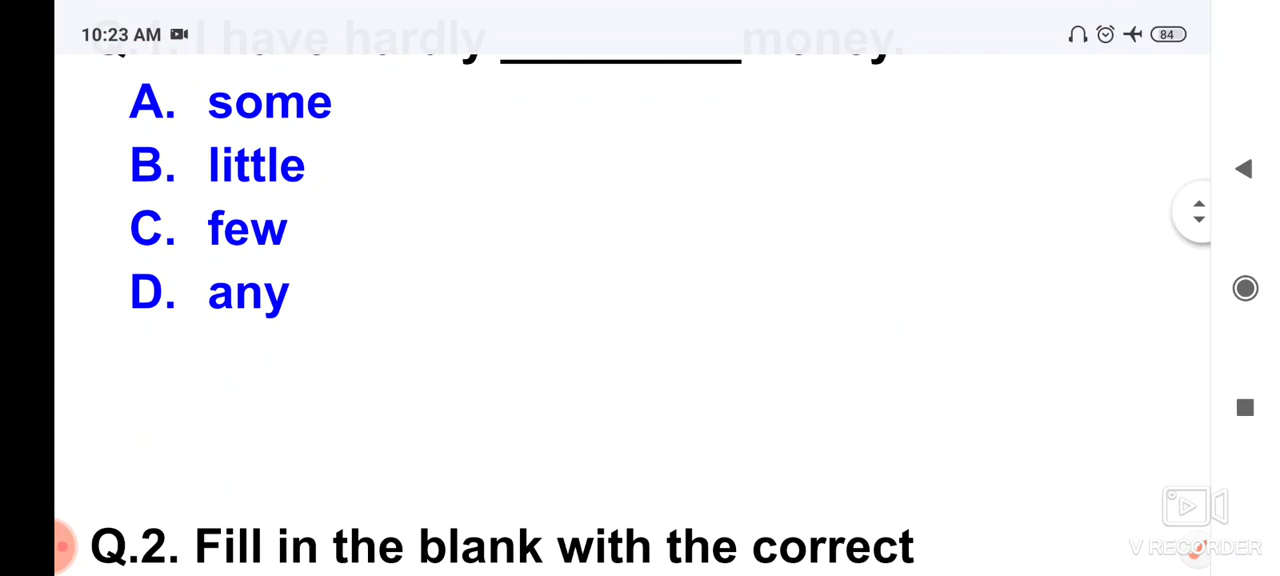 10:23 AM
84
I have hardly __________ money.
A. some
B. little
C. few
D. any
Q.2. Fill in the blank with the correct
V RECORDER